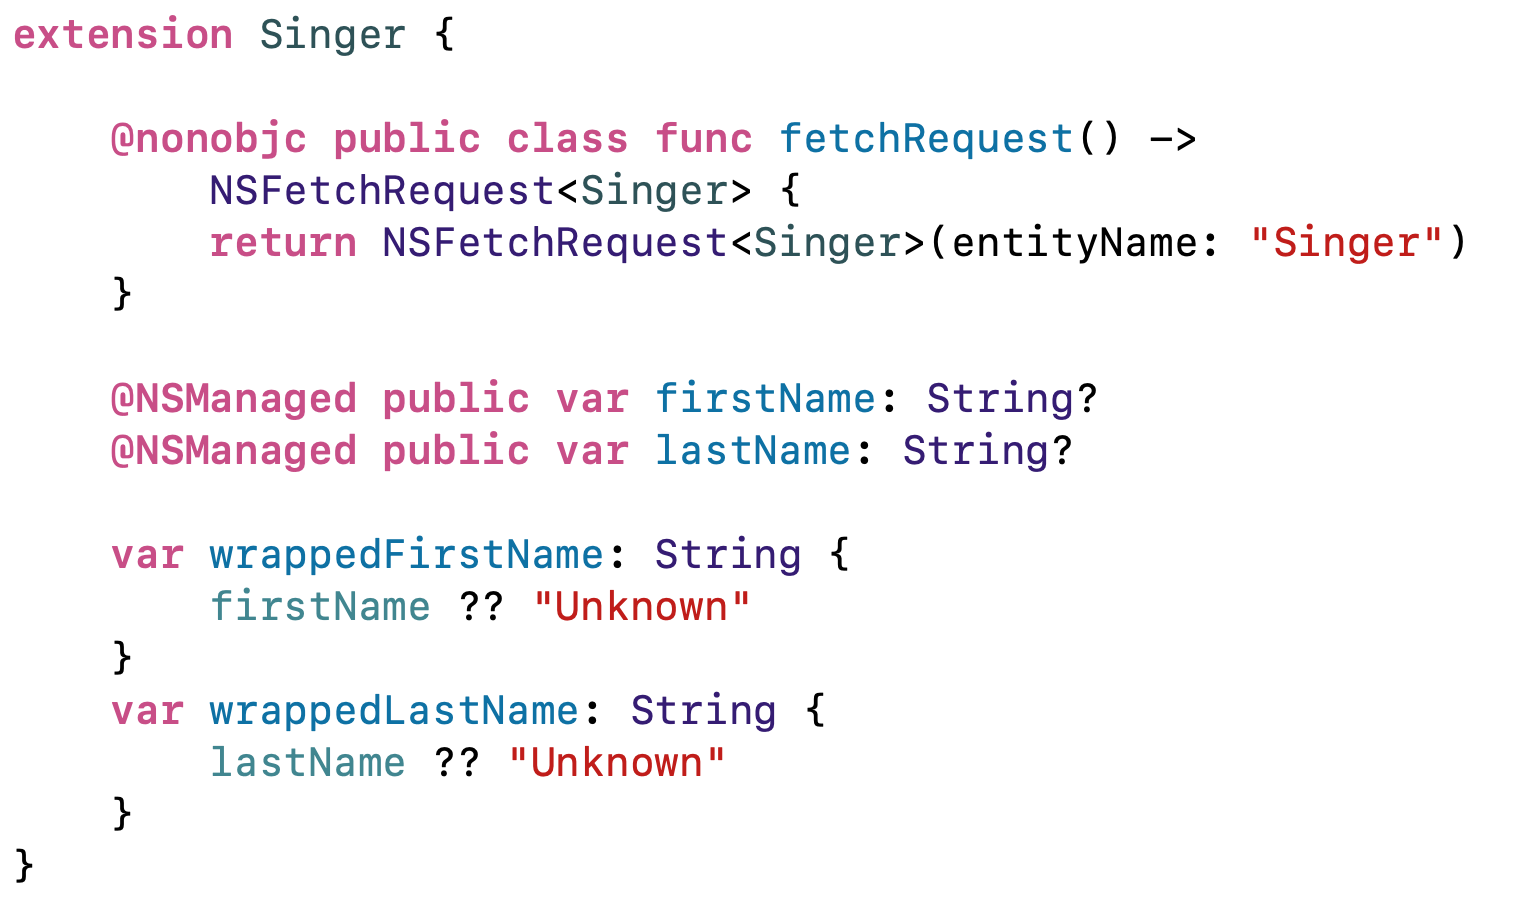 extension Singer {
@nonobjc public class func fetchRequest() ->
NSFetchRequest<Singer> {
return NSFetchRequest<Singer>(entityName: "Singer")
}
@NSManaged public var firstName: String?
@NSManaged public var lastName: String?
var wrappedFirstName: String {
firstName ?? "Unknown"
}
var wrappedLastName: String {
lastName ?? "Unknown"
}
}